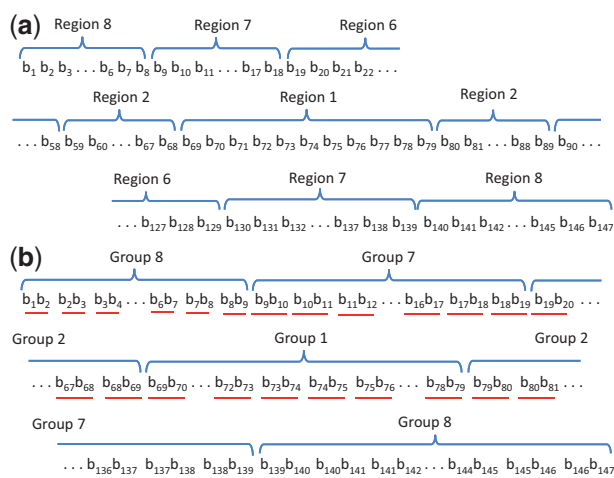 (a)
Region 8 Region 7 Region 6
b₁ b₂ b₃ . . . b₆ b₇ b₈ b₉ b₁₀ b₁₁ . . . b₁₇ b₁₈ b₁₉ b₂₀ b₂₁ b₂₂ . . .
Region 2 Region 1 Region 2
. . . b₅₈ b₅₉ b₆₀ . . . b₆₇ b₆₈ b₆₉ b₇₀ b₇₁ b₇₂ b₇₃ b₇₄ b₇₅ b₇₆ b₇₇ b₇₈ b₇₉ b₈₀ b₈₁ . . . b₈₈ b₈₉ b₉₀ . . .
Region 6 Region 7 Region 8
. . . b₁₂₇ b₁₂₈ b₁₂₉ b₁₃₀ b₁₃₁ b₁₃₂ . . . b₁₃₇ b₁₃₈ b₁₃₉ b₁₄₀ b₁₄₁ b₁₄₂ . . . b₁₄₅ b₁₄₆ b₁₄₇
(b)
Group 8 Group 7
b₁b₂ b₂b₃ b₃b₄ . . . b₆b₇ b₇b₈ b₈b₉ b₉b₁₀ b₁₀b₁₁ b₁₁b₁₂ . . . b₁₆b₁₇ b₁₇b₁₈ b₁₈b₁₉ b₁₉b₂₀ . . .
Group 2 Group 1 Group 2
. . . b₆₇b₆₈ b₆₈b₆₉ b₆₉b₇₀ . . . b₇₂b₇₃ b₇₃b₇₄ b₇₄b₇₅ b₇₅b₇₆ . . . b₇₈b₇₉ b₇₉b₈₀ b₈₀b₈₁ . . .
Group 7 Group 8
. . . b₁₃₆b₁₃₇ b₁₃₇b₁₃₈ b₁₃₈b₁₃₉ b₁₃₉b₁₄₀ b₁₄₀b₁₄₁ b₁₄₁b₁₄₂ . . . b₁₄₄b₁₄₅ b₁₄₅b₁₄₆ b₁₄₆b₁₄₇